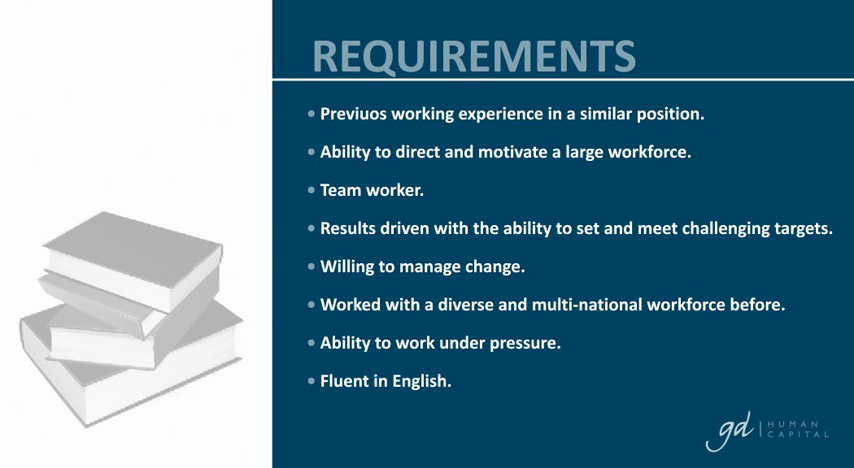 REQUIREMENTS
• Previuos working experience in a similar position.
• Ability to direct and motivate a large workforce.
• Team worker.
• Results driven with the ability to set and meet challenging targets.
• Willing to manage change.
• Worked with a diverse and multi-national workforce before.
• Ability to work under pressure.
• Fluent in English.
gd | HUMAN
CAPITAL